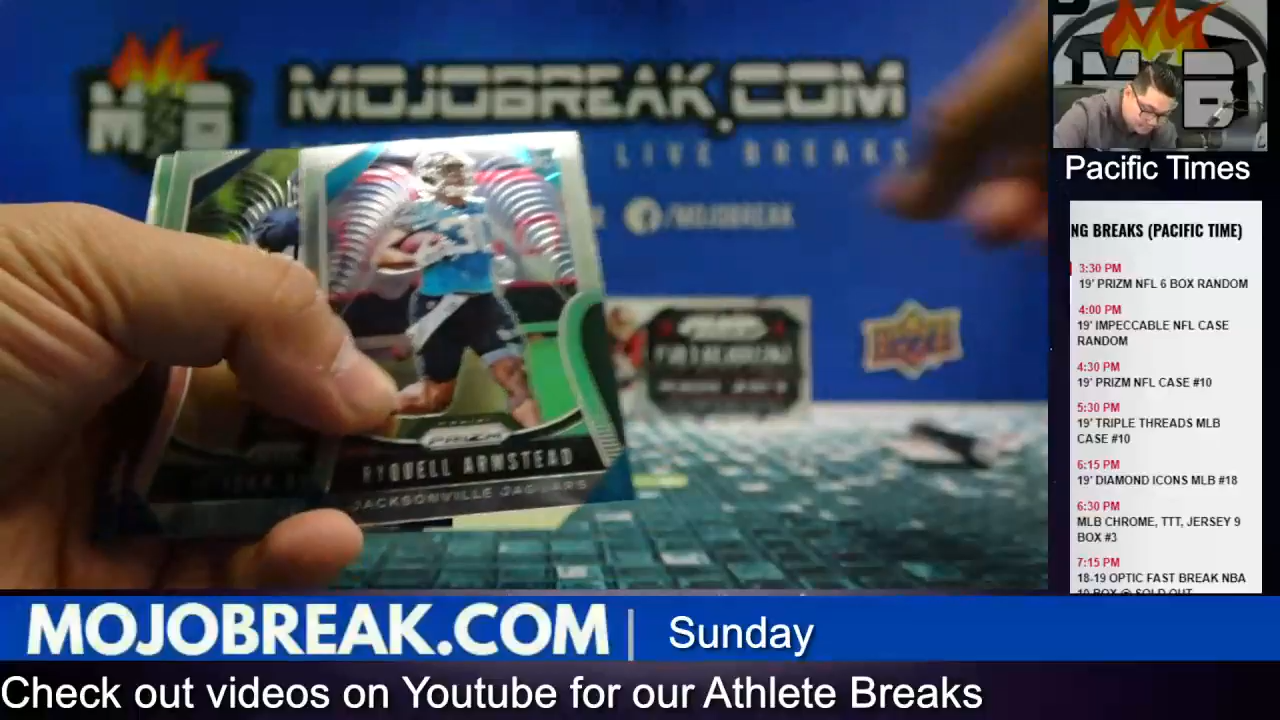 M B
MOJOBREAK.COM
LIVE BREAKS
/MOJOBREAK
PRIZM
RYQUELL ARMSTEAD
JACKSONVILLE JAGUARS
M B
Pacific Times
NG BREAKS (PACIFIC TIME)
3:30 PM
19' PRIZM NFL 6 BOX RANDOM
4:00 PM
19' IMPECCABLE NFL CASE
RANDOM
4:30 PM
19' PRIZM NFL CASE #10
5:30 PM
19' TRIPLE THREADS MLB
CASE #10
6:15 PM
19' DIAMOND ICONS MLB #18
6:30 PM
MLB CHROME, TTT, JERSEY 9
BOX #3
7:15 PM
18-19 OPTIC FAST BREAK NBA
10 BOX @ SOLD OUT
MOJOBREAK.COM | Sunday
Check out videos on Youtube for our Athlete Breaks